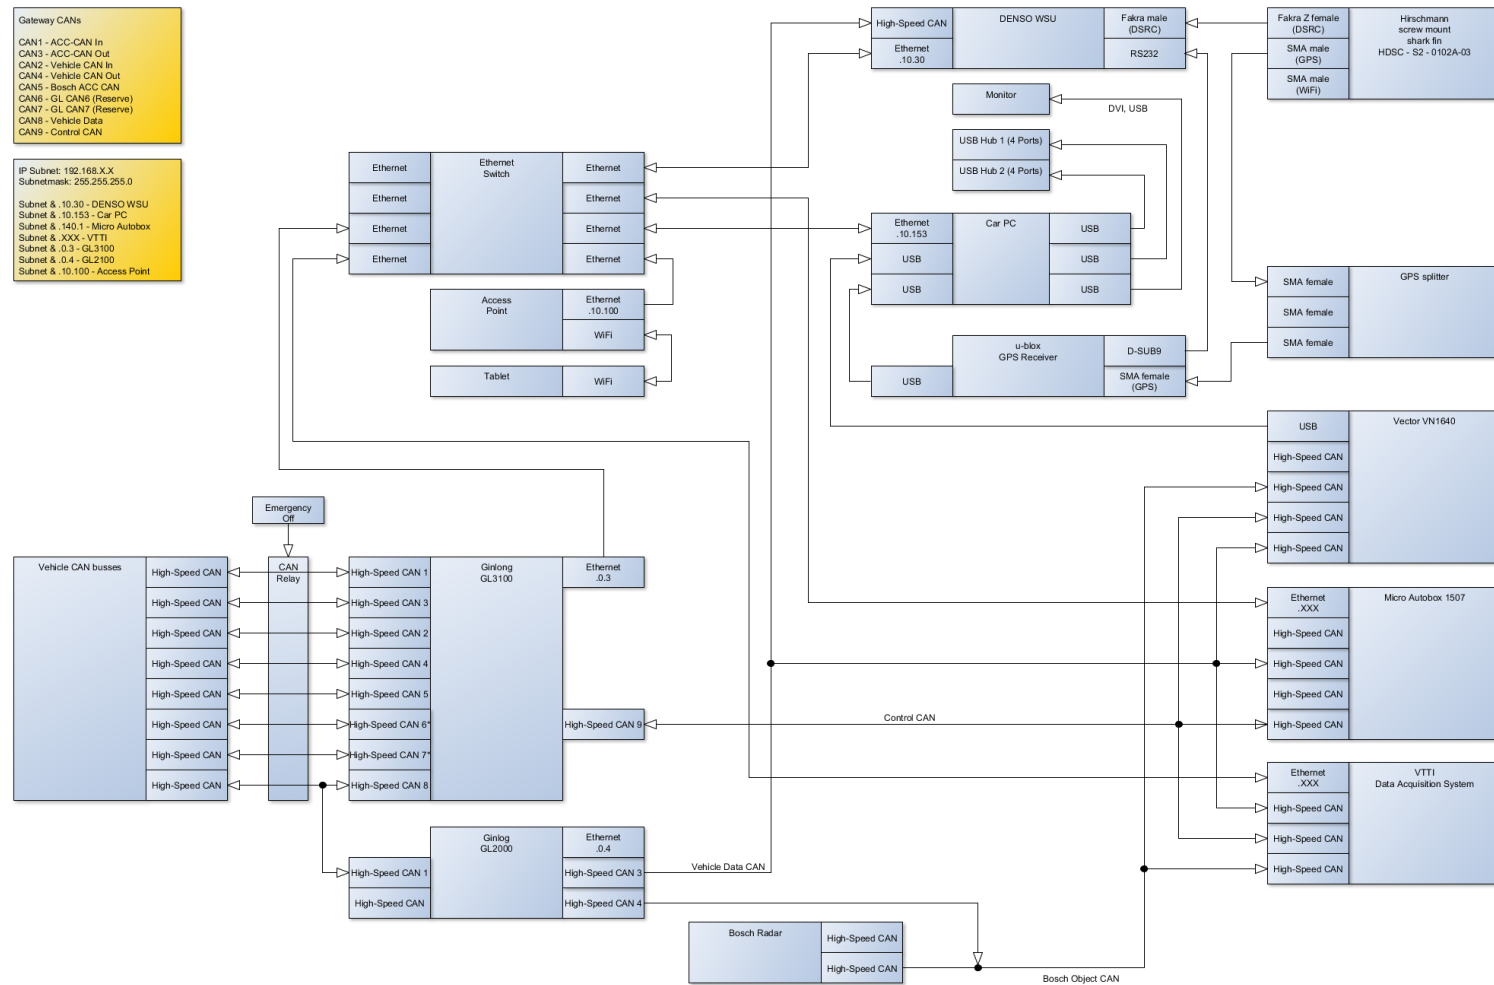 Gateway CANs
CAN1 - ACC-CAN In
CAN3 - ACC-CAN Out
CAN2 - Vehicle CAN In
CAN4 - Vehicle CAN Out
CAN5 - Bosch ACC CAN
CAN6 - GL CAN6 (Reserve)
CAN7 - GL CAN7 (Reserve)
CAN8 - Vehicle Data
CAN9 - Control CAN
IP Subnet: 192.168.X.X
Subnetmask: 255.255.255.0
Subnet & .10.30 - DENSO WSU
Subnet & .10.153 - Car PC
Subnet & .140.1 - Micro Autobox
Subnet & .XXX - VTTI
Subnet & .0.3 - GL3100
Subnet & .0.4 - GL2100
Subnet & .10.100 - Access Point
High-Speed CAN
Ethernet
.10.30
DENSO WSU
Fakra male
(DSRC)
RS232
Fakra Z female
(DSRC)
SMA male
(GPS)
SMA male
(WiFi)
Hirschmann
screw mount
shark fin
HDSC - S2 - 0102A-03
Monitor
DVI, USB
USB Hub 1 (4 Ports)
USB Hub 2 (4 Ports)
Ethernet
Ethernet
Ethernet
Ethernet
Ethernet
Switch
Ethernet
Ethernet
Ethernet
Ethernet
Ethernet
.10.153
USB
USB
Car PC
USB
USB
USB
Access
Point
Ethernet
.10.100
WiFi
Tablet
WiFi
SMA female
SMA female
SMA female
GPS splitter
u-blox
GPS Receiver
USB
D-SUB9
SMA female
(GPS)
USB
High-Speed CAN
High-Speed CAN
High-Speed CAN
High-Speed CAN
Vector VN1640
Emergency
Off
Vehicle CAN busses
High-Speed CAN
High-Speed CAN
High-Speed CAN
High-Speed CAN
High-Speed CAN
High-Speed CAN
High-Speed CAN
High-Speed CAN
CAN
Relay
High-Speed CAN 1
High-Speed CAN 3
High-Speed CAN 2
High-Speed CAN 4
High-Speed CAN 5
High-Speed CAN 6*
High-Speed CAN 7*
High-Speed CAN 8
Ginlong
GL3100
Ethernet
.0.3
High-Speed CAN 9
Control CAN
Ethernet
.XXX
High-Speed CAN
High-Speed CAN
High-Speed CAN
High-Speed CAN
Micro Autobox 1507
Ethernet
.XXX
High-Speed CAN
High-Speed CAN
High-Speed CAN
VTTI
Data Acquisition System
High-Speed CAN 1
High-Speed CAN
Ginlog
GL2000
Ethernet
.0.4
High-Speed CAN 3
High-Speed CAN 4
Vehicle Data CAN
Bosch Radar
High-Speed CAN
High-Speed CAN
Bosch Object CAN